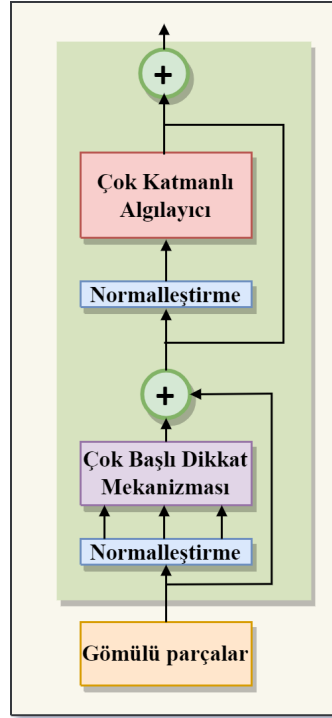 +
Çok Katmanlı
Algılayıcı
Normalleştirme
+
Çok Başlı Dikkat
Mekanizması
Normalleştirme
Gömülü parçalar